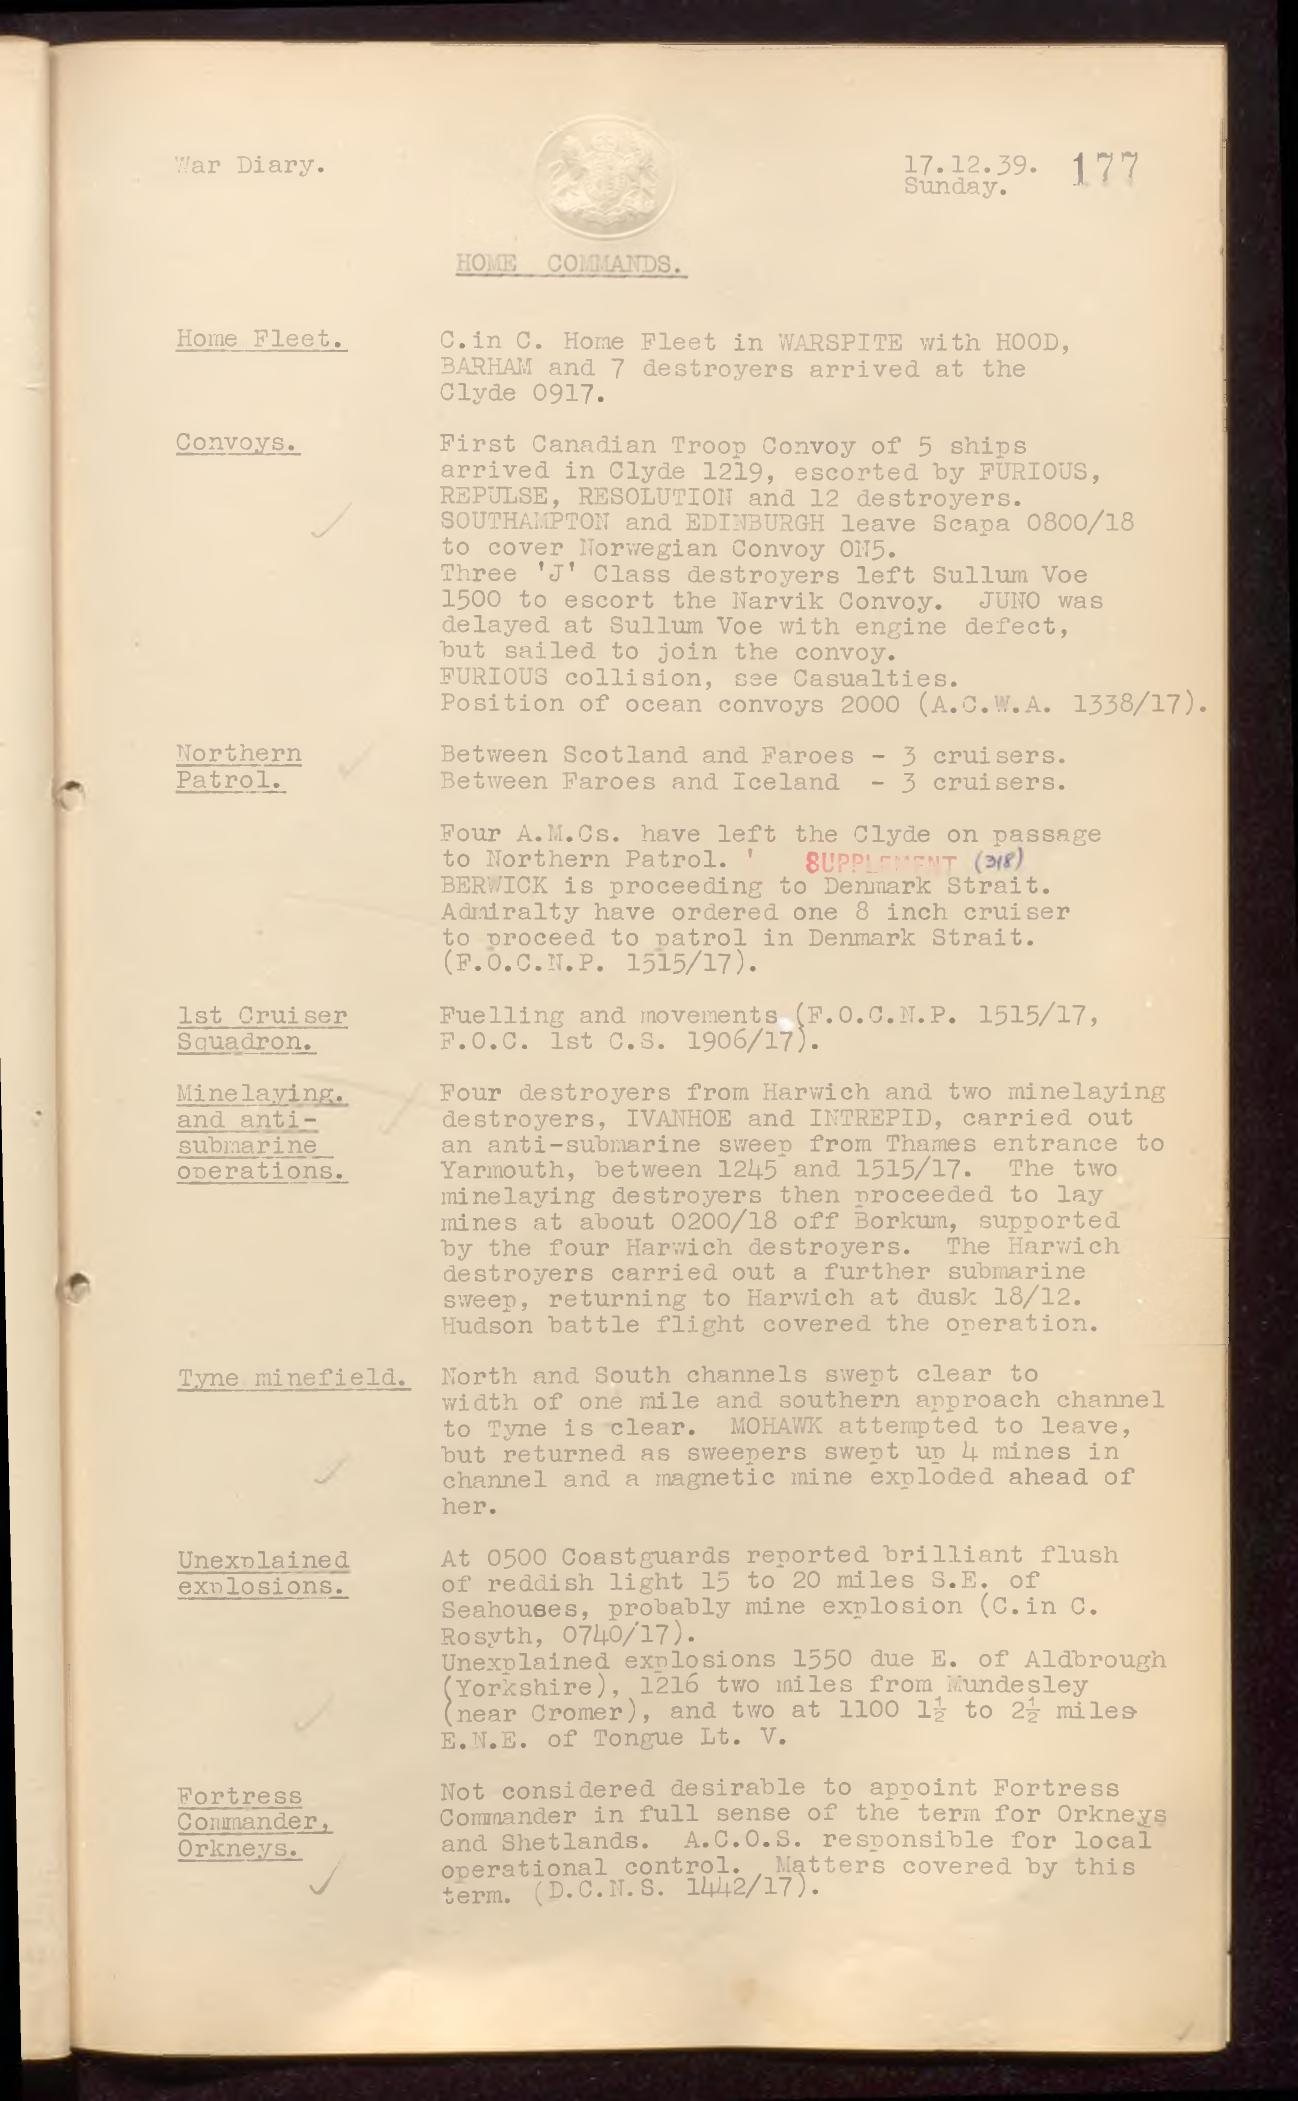 War Diary.
17.12.39. 177
Sunday.
HOME COMMANDS.
Home Fleet.
C.in C. Home Fleet in WARSPITE with HOOD,
BARHAM and 7 destroyers arrived at the
Clyde 0917.
Convoys.
First Canadian Troop Convoy of 5 ships
arrived in Clyde 1219, escorted by FURIOUS,
REPULSE, RESOLUTION and 12 destroyers.
SOUTHAMPTON and EDINBURGH leave Scapa 0800/18
to cover Norwegian Convoy ON5.
Three 'J' Class destroyers left Sullum Voe
1500 to escort the Narvik Convoy. JUNO was
delayed at Sullum Voe with engine defect,
but sailed to join the convoy.
FURIOUS collision, see Casualties.
Position of ocean convoys 2000 (A.C.W.A. 1338/17).
Northern
Patrol.
Between Scotland and Faroes - 3 cruisers.
Between Faroes and Iceland - 3 cruisers.
Four A.M.Cs. have left the Clyde on passage
to Northern Patrol. ' SUPPLEMENT (318)
BERWICK is proceeding to Denmark Strait.
Admiralty have ordered one 8 inch cruiser
to proceed to patrol in Denmark Strait.
(F.O.C.N.P. 1515/17).
1st Cruiser
Squadron.
Fuelling and movements (F.O.C.N.P. 1515/17,
F.O.C. 1st C.S. 1906/17).
Minelaying.
and anti-
submarine
operations.
Four destroyers from Harwich and two minelaying
destroyers, IVANHOE and INTREPID, carried out
an anti-submarine sweep from Thames entrance to
Yarmouth, between 1245 and 1515/17. The two
minelaying destroyers then proceeded to lay
mines at about 0200/18 off Borkum, supported
by the four Harwich destroyers. The Harwich
destroyers carried out a further submarine
sweep, returning to Harwich at dusk 18/12.
Hudson battle flight covered the operation.
Tyne minefield.
North and South channels swept clear to
width of one mile and southern approach channel
to Tyne is clear. MOHAWK attempted to leave,
but returned as sweepers swept up 4 mines in
channel and a magnetic mine exploded ahead of
her.
Unexplained
explosions.
At 0500 Coastguards reported brilliant flush
of reddish light 15 to 20 miles S.E. of
Seahouses, probably mine explosion (C.in C.
Rosyth, 0740/17).
Unexplained explosions 1550 due E. of Aldbrough
(Yorkshire), 1216 two miles from Mundesley
(near Cromer), and two at 1100 1½ to 2½ miles
E.N.E. of Tongue Lt. V.
Fortress
Commander,
Orkneys.
Not considered desirable to appoint Fortress
Commander in full sense of the term for Orkneys
and Shetlands. A.C.O.S. responsible for local
operational control. Matters covered by this
term. (D.C.N.S. 1442/17).